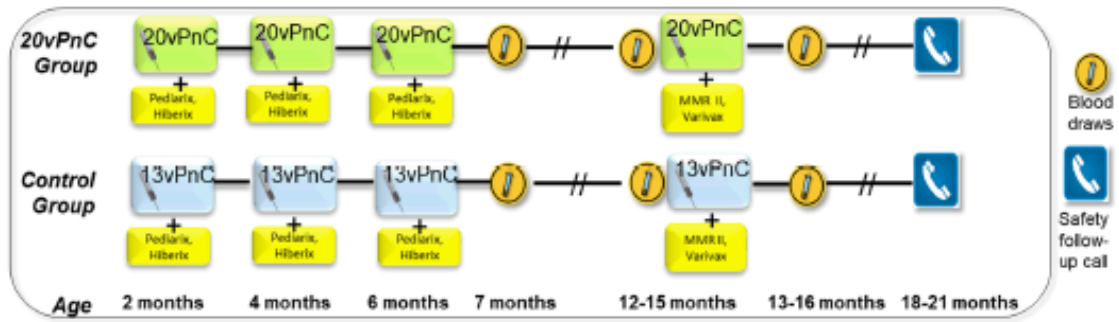 20vPnC
Group
20vPnC
20vPnC
20vPnC
20vPnC
+
+
+
+
Pediarix,
Hiberix
Pediarix,
Hiberix
Pediarix,
Hiberix
MMR II,
Varivax
Blood
draws
Control
Group
13vPnC
13vPnC
13vPnC
13vPnC
+
+
+
+
Pediarix,
Hiberix
Pediarix,
Hiberix
Pediarix,
Hiberix
MMR II,
Varivax
Safety
follow-
up call
Age 2 months 4 months 6 months 7 months 12-15 months 13-16 months 18-21 months